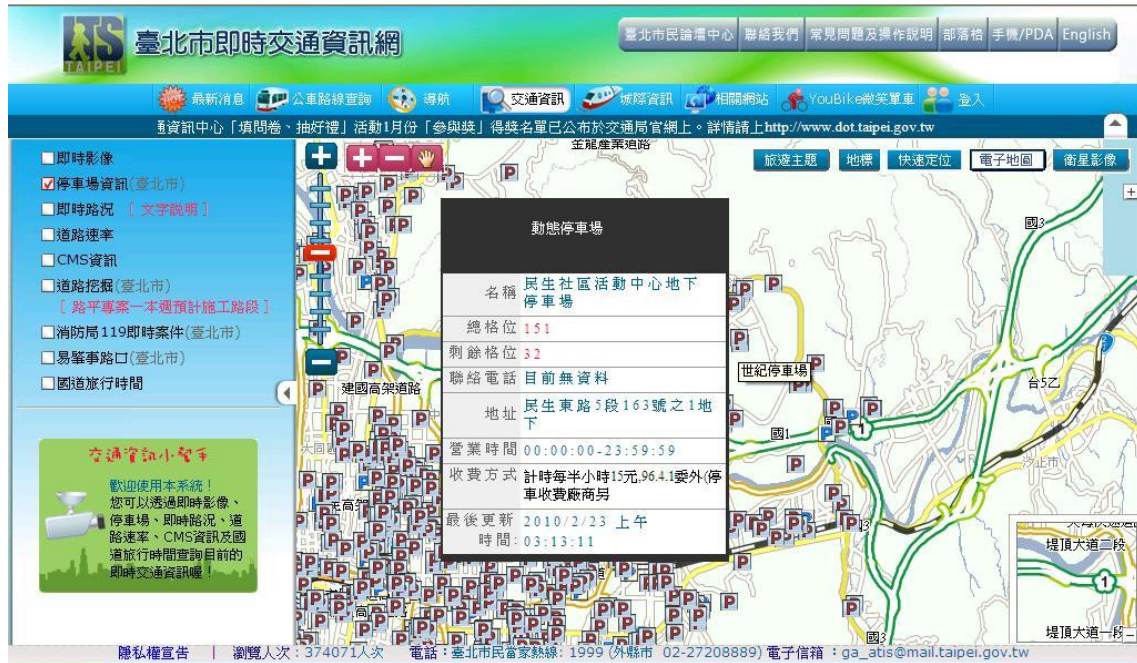 ITS
TAIPEI
臺北市即時交通資訊網
臺北市民論壇中心 聯絡我們 常見問題及操作說明 部落格 手機/PDA English
HOT 最新消息 公車路線查詢 導航 交通資訊 城際資訊 相關網站 YouBike微笑單車 登入
資訊中心「填問卷、抽好禮」活動1月份「參與獎」得獎名單已公布於交通局官網上。詳情請上http://www.dot.taipei.gov.tw
即時影像
停車場資訊(臺北市)
即時路況 [ 文字說明 ]
道路速率
CMS資訊
道路挖掘(臺北市)
[ 路平專案一本週預計施工路段 ]
消防局119即時案件(臺北市)
易肇事路口(臺北市)
國道旅行時間
交通資訊小幫手
歡迎使用本系統！
您可以透過即時影像、
停車場、即時路況、道
路速率、CMS資訊及國
道旅行時間查詢目前的
即時交通資訊喔！
金龍產業道路
旅遊主題 地標 快速定位 電子地圖 衛星影像
國3
動態停車場
名稱 民生社區活動中心地下
停車場
總格位 151
剩餘格位 32
聯絡電話 目前無資料
地址 民生東路5段163號之1地
下
營業時間 00:00:00-23:59:59
收費方式 計時每半小時15元,96.4.1委外(停
車收費廠商另
最後更新 2010/2/23 上午
時間: 03:13:11
建國高架道路
世紀停車場
台5乙
國1
1
汐止市
堤頂大道二段
1
堤頂大道一段
國3
隱私權宣告 | 瀏覽人次：374071人次 電話：臺北市民當家熱線: 1999 (外縣市 02-27208889) 電子信箱：ga_atis@mail.taipei.gov.tw